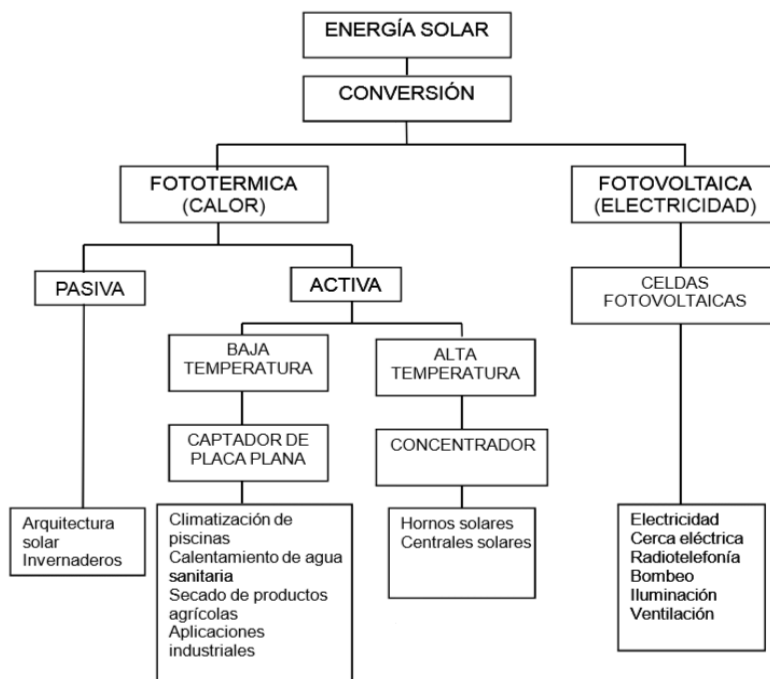 ENERGÍA SOLAR
CONVERSIÓN
FOTOTERMICA
(CALOR)
FOTOVOLTAICA
(ELECTRICIDAD)
PASIVA
ACTIVA
CELDAS
FOTOVOLTAICAS
BAJA
TEMPERATURA
ALTA
TEMPERATURA
CAPTADOR DE
PLACA PLANA
CONCENTRADOR
Arquitectura
solar
Invernaderos
Climatización de
piscinas
Calentamiento de agua
sanitaria
Secado de productos
agrícolas
Aplicaciones
industriales
Hornos solares
Centrales solares
Electricidad
Cerca eléctrica
Radiotelefonía
Bombeo
Iluminación
Ventilación